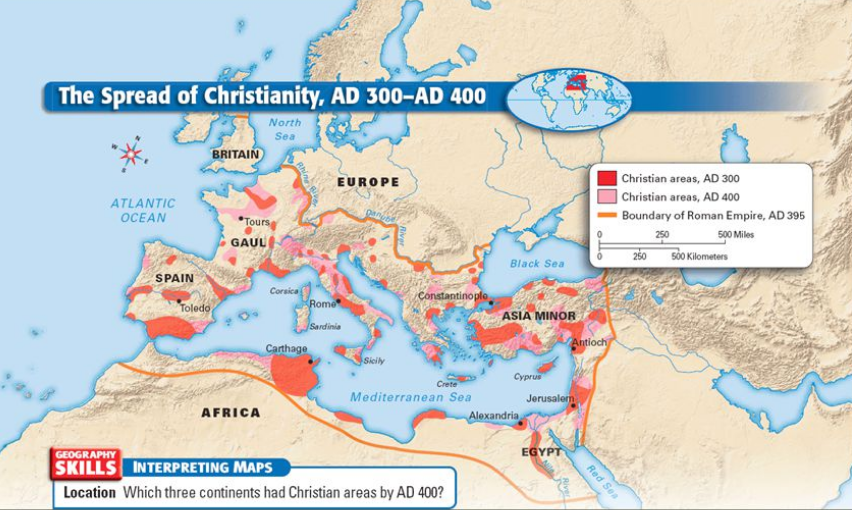 The Spread of Christianity, AD 300–AD 400
North
Sea
BRITAIN
N
E
S
W
EUROPE
Rhine River
ATLANTIC
OCEAN
Tours
GAUL
Danube
River
Christian areas, AD 300
Christian areas, AD 400
Boundary of Roman Empire, AD 395
0 250 500 Miles
0 250 500 Kilometers
Black Sea
SPAIN
Toledo
Corsica
Rome
Sardinia
Constantinople
ASIA MINOR
Antioch
Carthage
Sicily
Crete
Cyprus
Mediterranean Sea
Jerusalem
Alexandria
AFRICA
EGYPT
Nile
River
Red Sea
GEOGRAPHY
SKILLS
INTERPRETING MAPS
Location Which three continents had Christian areas by AD 400?